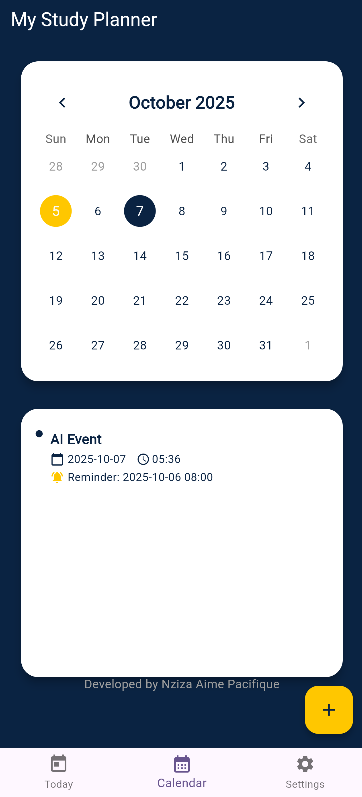 My Study Planner
October 2025
Sun Mon Tue Wed Thu Fri Sat
28 29 30 1 2 3 4
5 6 7 8 9 10 11
12 13 14 15 16 17 18
19 20 21 22 23 24 25
26 27 28 29 30 31 1
AI Event
2025-10-07 05:36
Reminder: 2025-10-06 08:00
Developed by Nziza Aime Pacifique
+
Today Calendar Settings